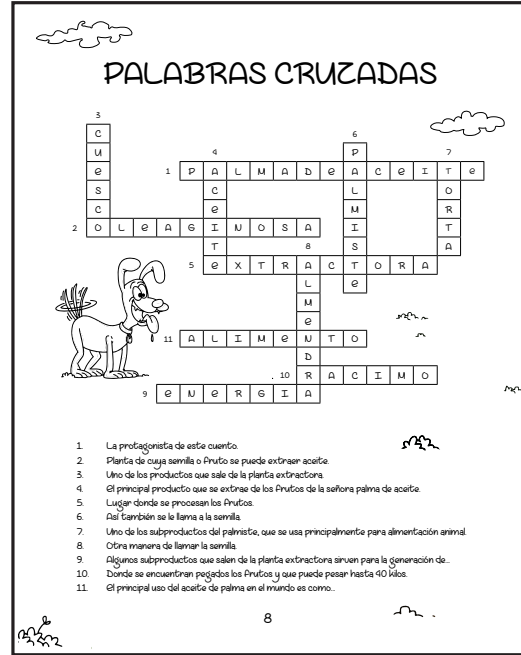 PALABRAS CRUZADAS
3
C
6
U
4
P
7
e
1 P A L M A D e A C e I T e
S
C
L
O
C
e
M
R
2 O L e A G I N O S A
I
T
T
8
S
A
5 e X T R A C T O R A
L
e
M
e
11 A L I M e N T O
D
. 10 R A C I M O
9 e N e R G I A
1. La protagonista de este cuento.
2. Planta de cuya semilla o fruto se puede extraer aceite.
3. Uno de los productos que sale de la planta extractora.
4. El principal producto que se extrae de los frutos de la señora palma de aceite.
5. Lugar donde se procesan los frutos.
6. Así también se le llama a la semilla.
7. Uno de los subproductos del palmiste, que se usa principalmente para alimentación animal.
8. Otra manera de llamar la semilla.
9. Algunos subproductos que salen de la planta extractora sirven para la generación de...
10. Donde se encuentran pegados los frutos y que puede pesar hasta 40 kilos.
11. El principal uso del aceite de palma en el mundo es como...
8